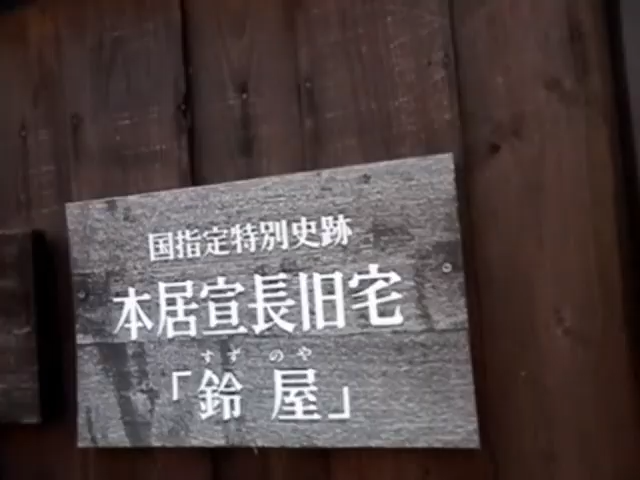 国指定特別史跡
本居宣長旧宅
すずのや
「鈴屋」